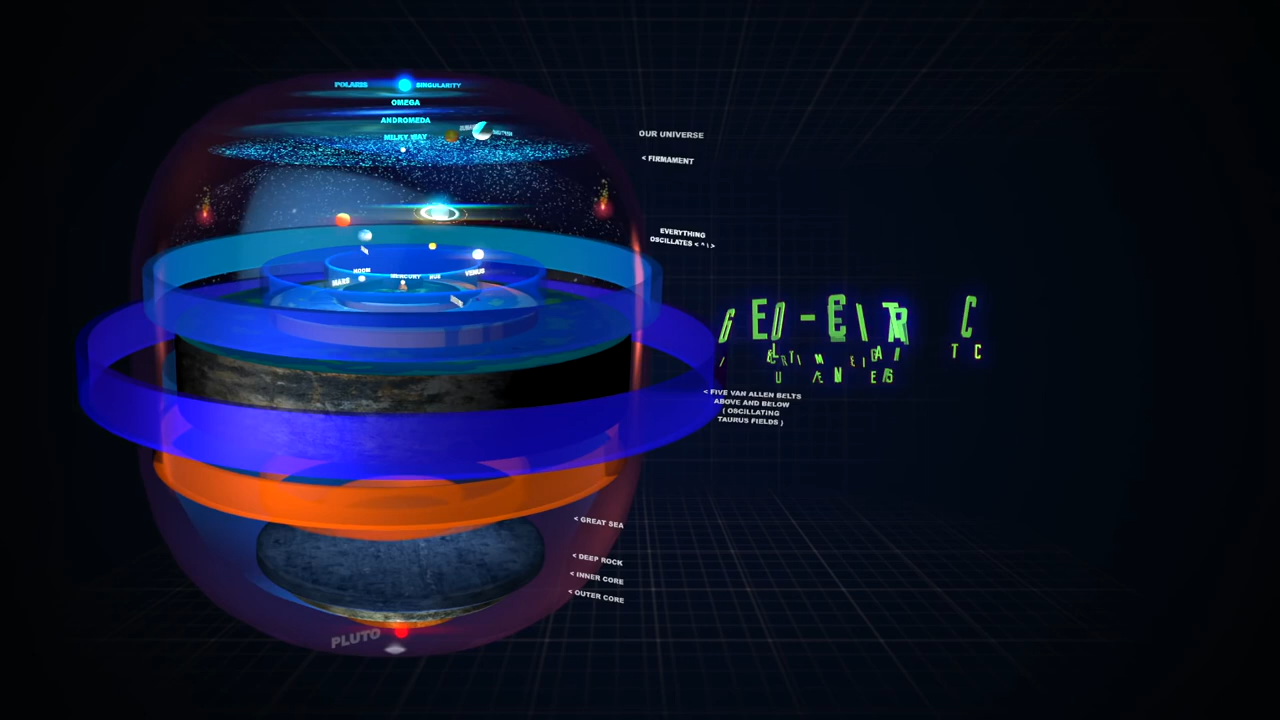 POLARIS
SINGULARITY
OMEGA
ANDROMEDA
MILKY WAY
OUR UNIVERSE
< FIRMAMENT
EVERYTHING
OSCILLATES < ^ \ >
MOON
MARS
MERCURY
SUN
VENUS
< FIVE VAN ALLEN BELTS
ABOVE AND BELOW
( OSCILLATING
TAURUS FIELDS )
< GREAT SEA
< DEEP ROCK
< INNER CORE
< OUTER CORE
PLUTO